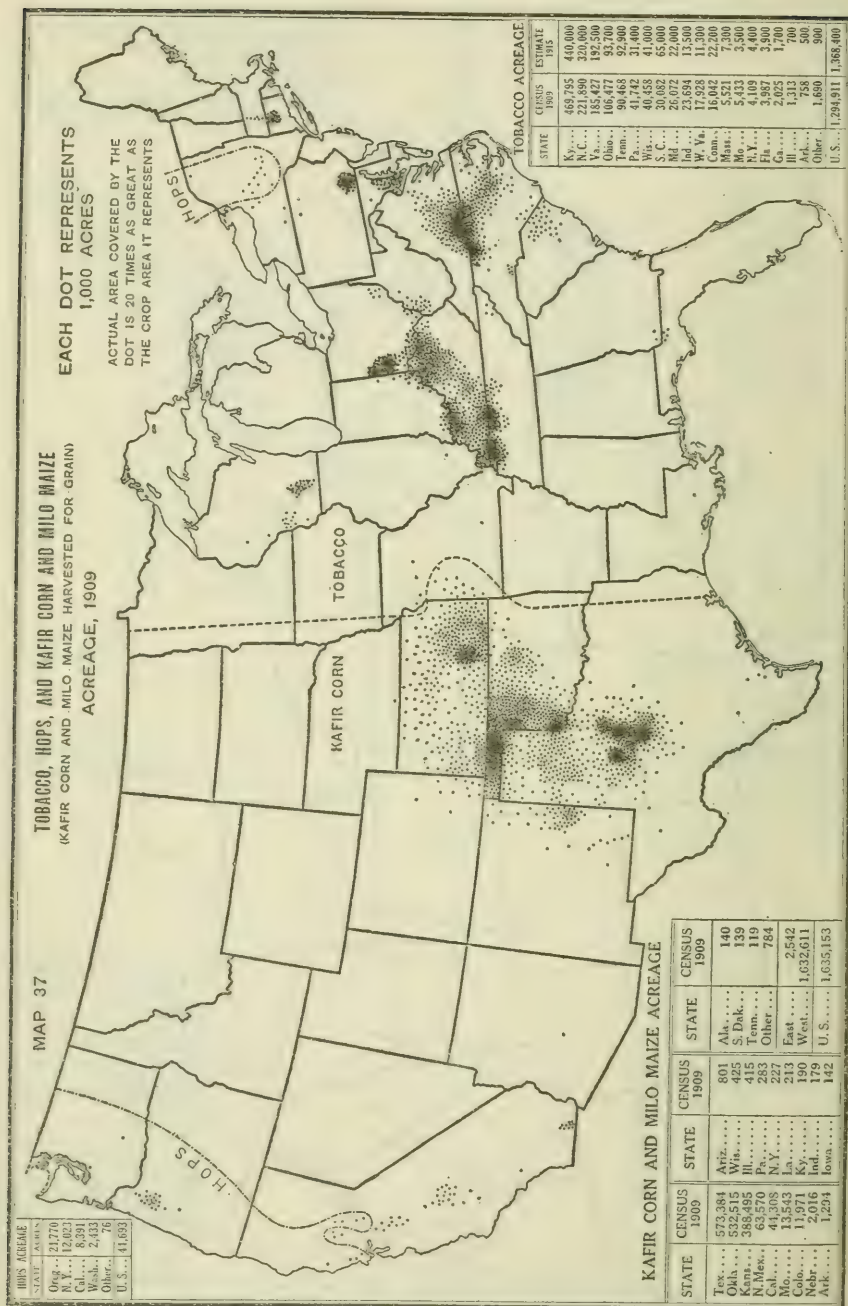 MAP 37
TOBACCO, HOPS, AND KAFIR CORN AND MILO MAIZE
(KAFIR CORN AND MILO MAIZE HARVESTED FOR GRAIN)
ACREAGE, 1909
EACH DOT REPRESENTS
1,000 ACRES
ACTUAL AREA COVERED BY THE
DOT IS 20 TIMES AS GREAT AS
THE CROP AREA IT REPRESENTS
HOPS ACREAGE
STATE ACRES
Oreg... 21,770
N.Y.... 12,023
Cal.... 8,391
Wash.. 2,433
Other.. 76
U.S... 44,693
HOPS
HOPS
KAFIR CORN
TOBACCO
TOBACCO ACREAGE
STATE CENSUS 1909 ESTIMATE 1915
Ky.... 469,795 440,000
N.C... 221,890 320,000
Va.... 185,427 192,500
Ohio... 106,477 93,700
Tenn... 90,468 92,900
Pa.... 41,742 31,400
Wis... 40,458 41,000
S. C... 30,082 65,000
Md... 26,072 22,000
Ind... 23,694 13,500
W. Va. 17,928 11,300
Conn... 16,042 22,200
Mass... 5,521 7,300
Mo.... 5,433 3,500
N.Y... 4,109 4,400
Fla ... 3,987 3,900
Ga.... 2,025 1,700
Ill .... 1,313 700
Ark... 758 500
Other . 1,690 900
U.S.... 1,294,911 1,368,400
KAFIR CORN AND MILO MAIZE ACREAGE
STATE CENSUS 1909 STATE CENSUS 1909 STATE CENSUS 1909
Tex.... 573,384 Ariz..... 801 Ala..... 140
Okla... 532,515 Wis..... 425 S. Dak... 139
Kans... 388,495 Ill...... 415 Tenn.... 119
N.Mex.. 63,570 Pa...... 283 Other ... 784
Cal.... 44,308 N.Y.... 227
Mo.... 13,543 La...... 213 East .... 2,542
Colo... 11,971 Ky...... 190 West.... 1,632,611
Nebr... 2,016 Ind..... 179
Ark.... 1,294 Iowa.... 142 U.S..... 1,635,153